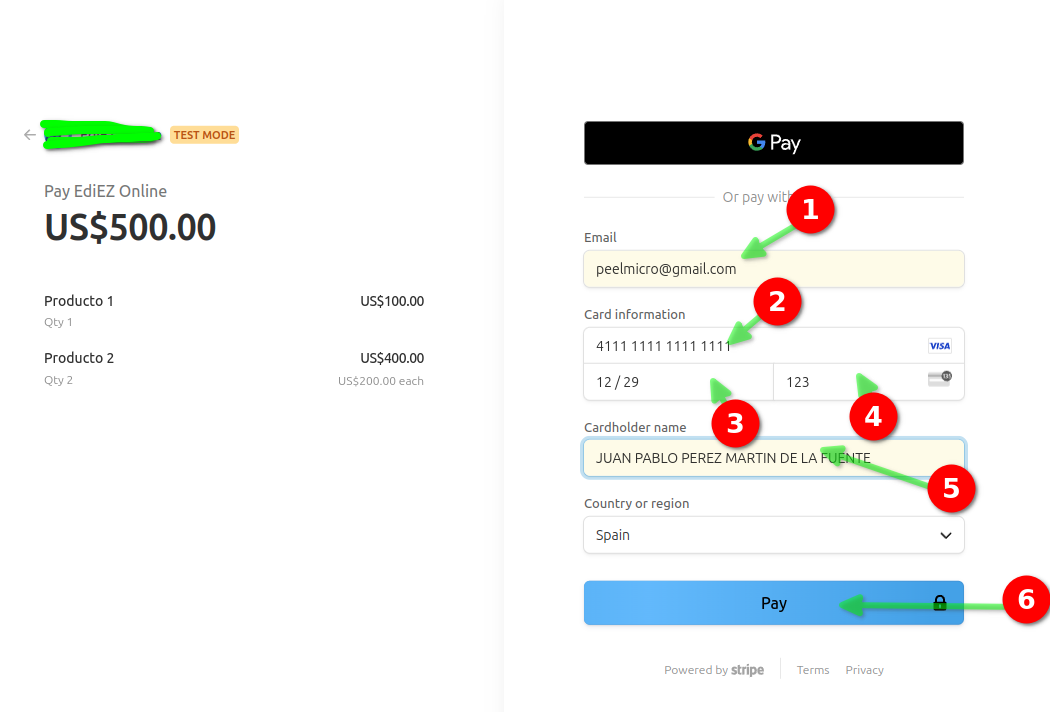 TEST MODE
Pay EdiEZ Online
US$500.00
Producto 1 US$100.00
Qty 1
Producto 2 US$400.00
Qty 2 US$200.00 each
G Pay
Or pay with
1
Email
peelmicro@gmail.com
2
Card information
4111 1111 1111 1111 VISA
12 / 29 123
3
4
Cardholder name
JUAN PABLO PEREZ MARTIN DE LA FUENTE
5
Country or region
Spain
Pay
6
Powered by stripe Terms Privacy